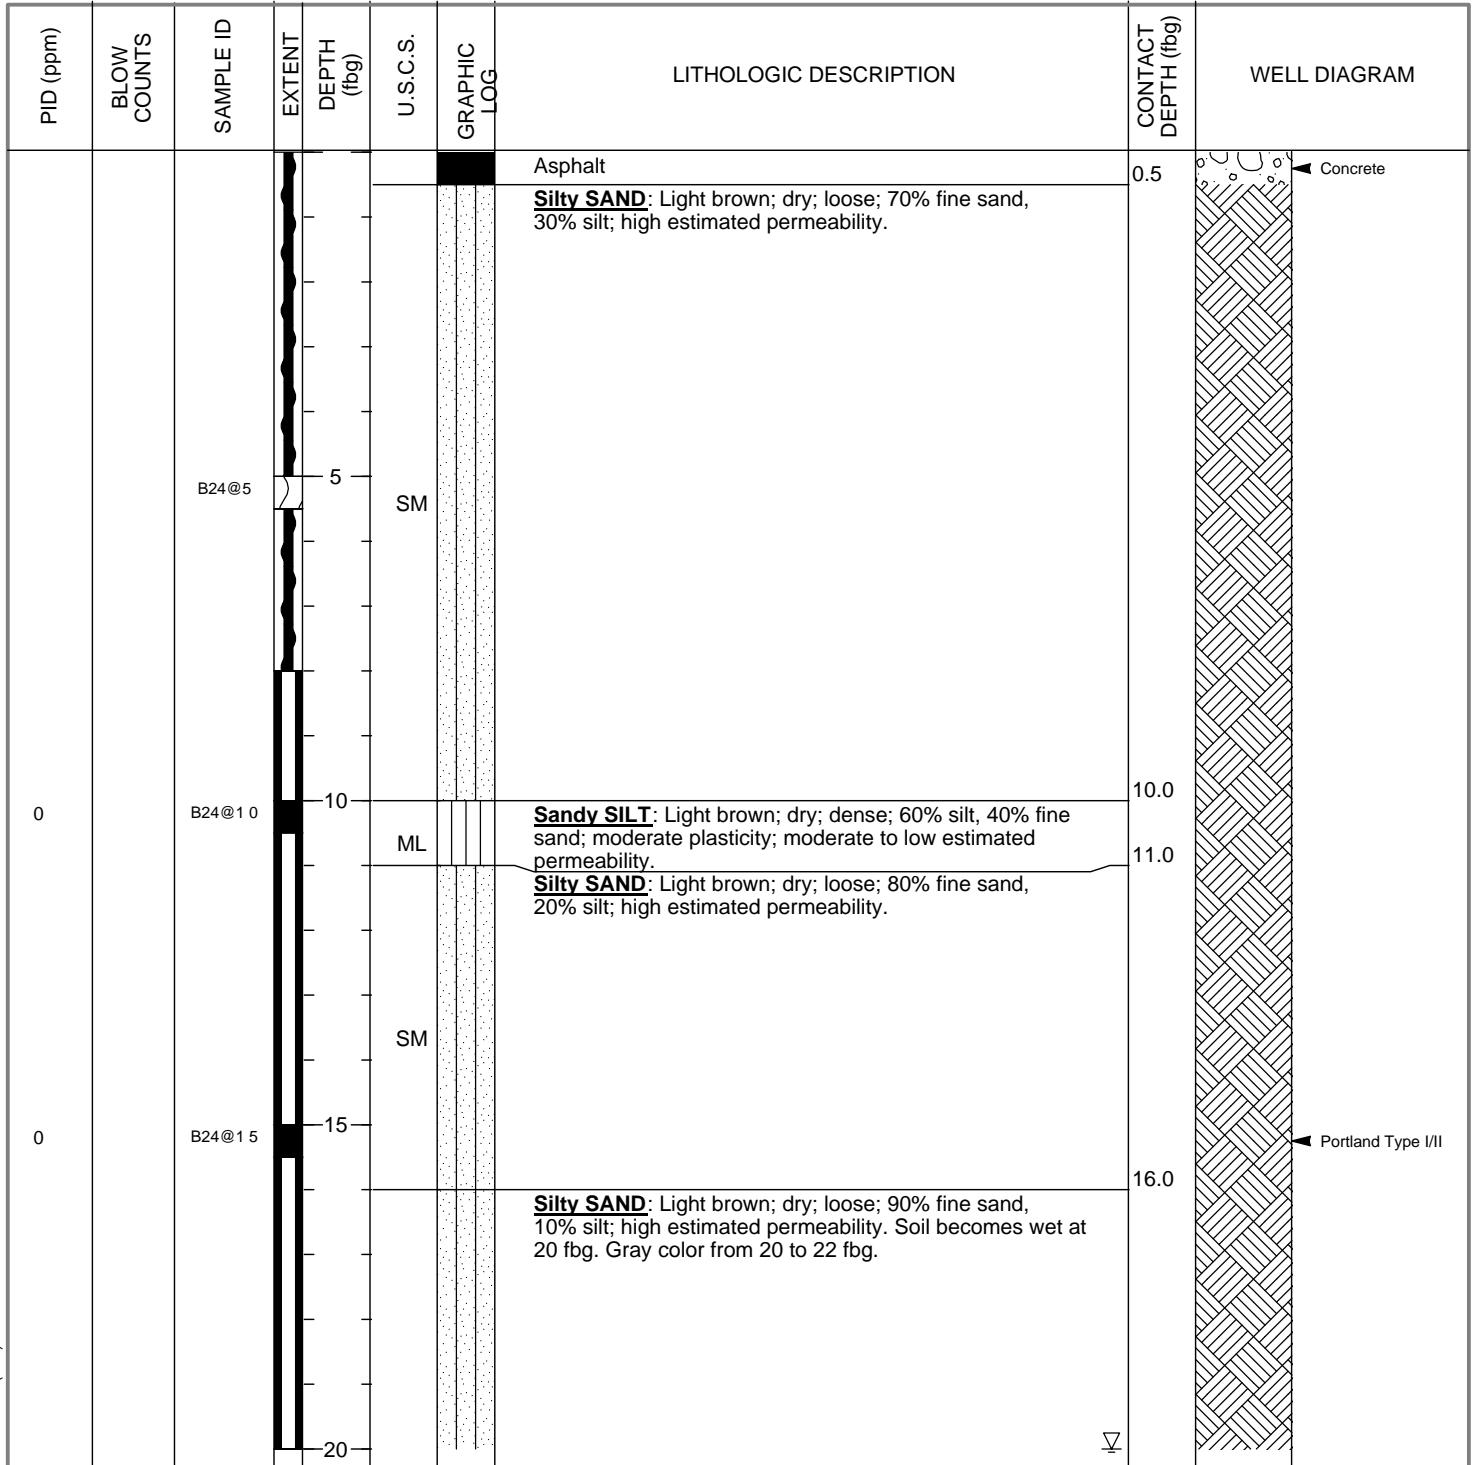 PID (ppm)
BLOW
COUNTS
SAMPLE ID
EXTENT
DEPTH
(fbg)
U.S.C.S.
GRAPHIC
LOG
LITHOLOGIC DESCRIPTION
CONTACT
DEPTH (fbg)
WELL DIAGRAM
Asphalt
0.5
Concrete
Silty SAND: Light brown; dry; loose; 70% fine sand,
30% silt; high estimated permeability.
5
B24@5
SM
10
10.0
0
B24@1 0
Sandy SILT: Light brown; dry; dense; 60% silt, 40% fine
sand; moderate plasticity; moderate to low estimated
permeability.
ML
11.0
Silty SAND: Light brown; dry; loose; 80% fine sand,
20% silt; high estimated permeability.
SM
15
0
B24@1 5
Portland Type I/II
16.0
Silty SAND: Light brown; dry; loose; 90% fine sand,
10% silt; high estimated permeability. Soil becomes wet at
20 fbg. Gray color from 20 to 22 fbg.
20